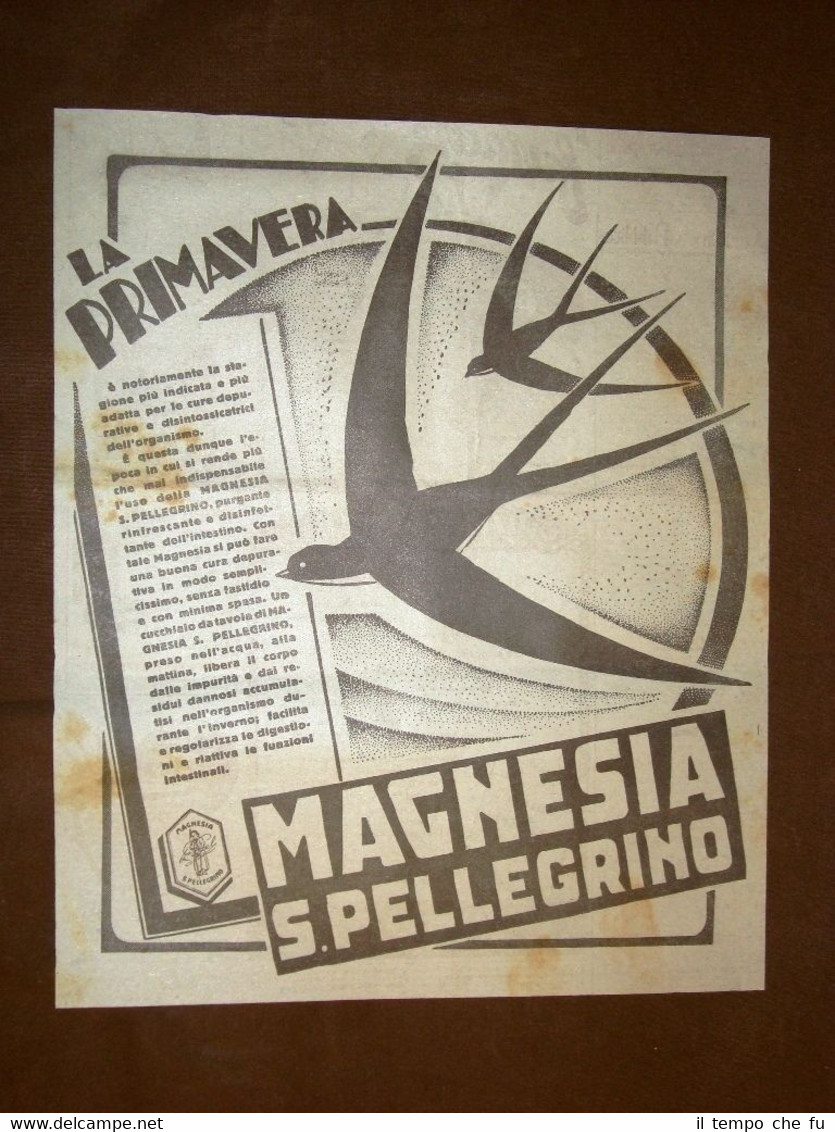 LA
PRIMAVERA
è notoriamente la sta-
gione più indicata e più
adatta per le cure depu-
rative e disintossicatrici
dell'organismo.
È questa dunque l'e-
poca in cui si rende più
che mai indispensabile
l'uso della MAGNESIA
S. PELLEGRINO, purgante
rinfrescante e disinfet-
tante dell'intestino. Con
tale Magnesia si può fare
una buona cura depura-
tiva in modo sempli-
cissimo, senza fastidio
e con minima spesa. Un
cucchiaio da tavola di MA-
GNESIA S. PELLEGRINO,
preso nell'acqua, alla
mattina, libera il corpo
dalle impurità e dai re-
sidui dannosi accumula-
tisi nell'organismo du-
rante l'inverno; facilita
e regolarizza le digestio-
ni e riattiva le funzioni
intestinali.
MAGNESIA
S. PELLEGRINO
MAGNESIA
S.PELLEGRINO
www.delcampe.net
il tempo che fu